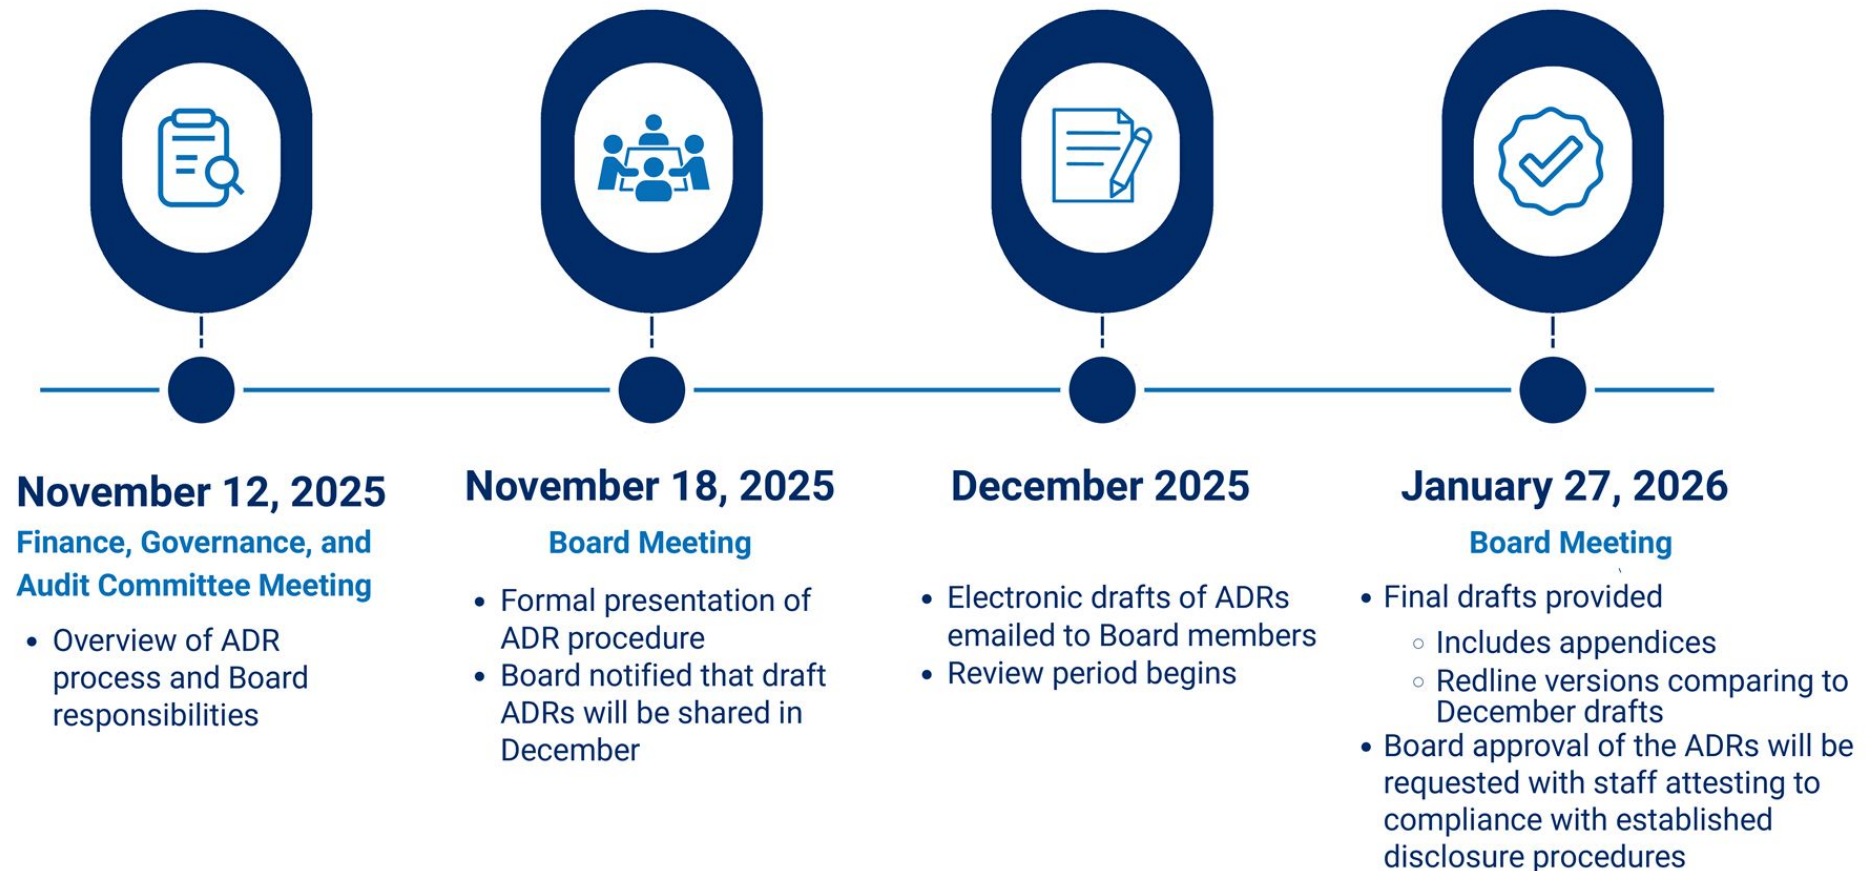 November 12, 2025
Finance, Governance, and
Audit Committee Meeting
• Overview of ADR
process and Board
responsibilities
November 18, 2025
Board Meeting
• Formal presentation of
ADR procedure
• Board notified that draft
ADRs will be shared in
December
December 2025
• Electronic drafts of ADRs
emailed to Board members
• Review period begins
January 27, 2026
Board Meeting
• Final drafts provided
○ Includes appendices
○ Redline versions comparing to
December drafts
• Board approval of the ADRs will be
requested with staff attesting to
compliance with established
disclosure procedures